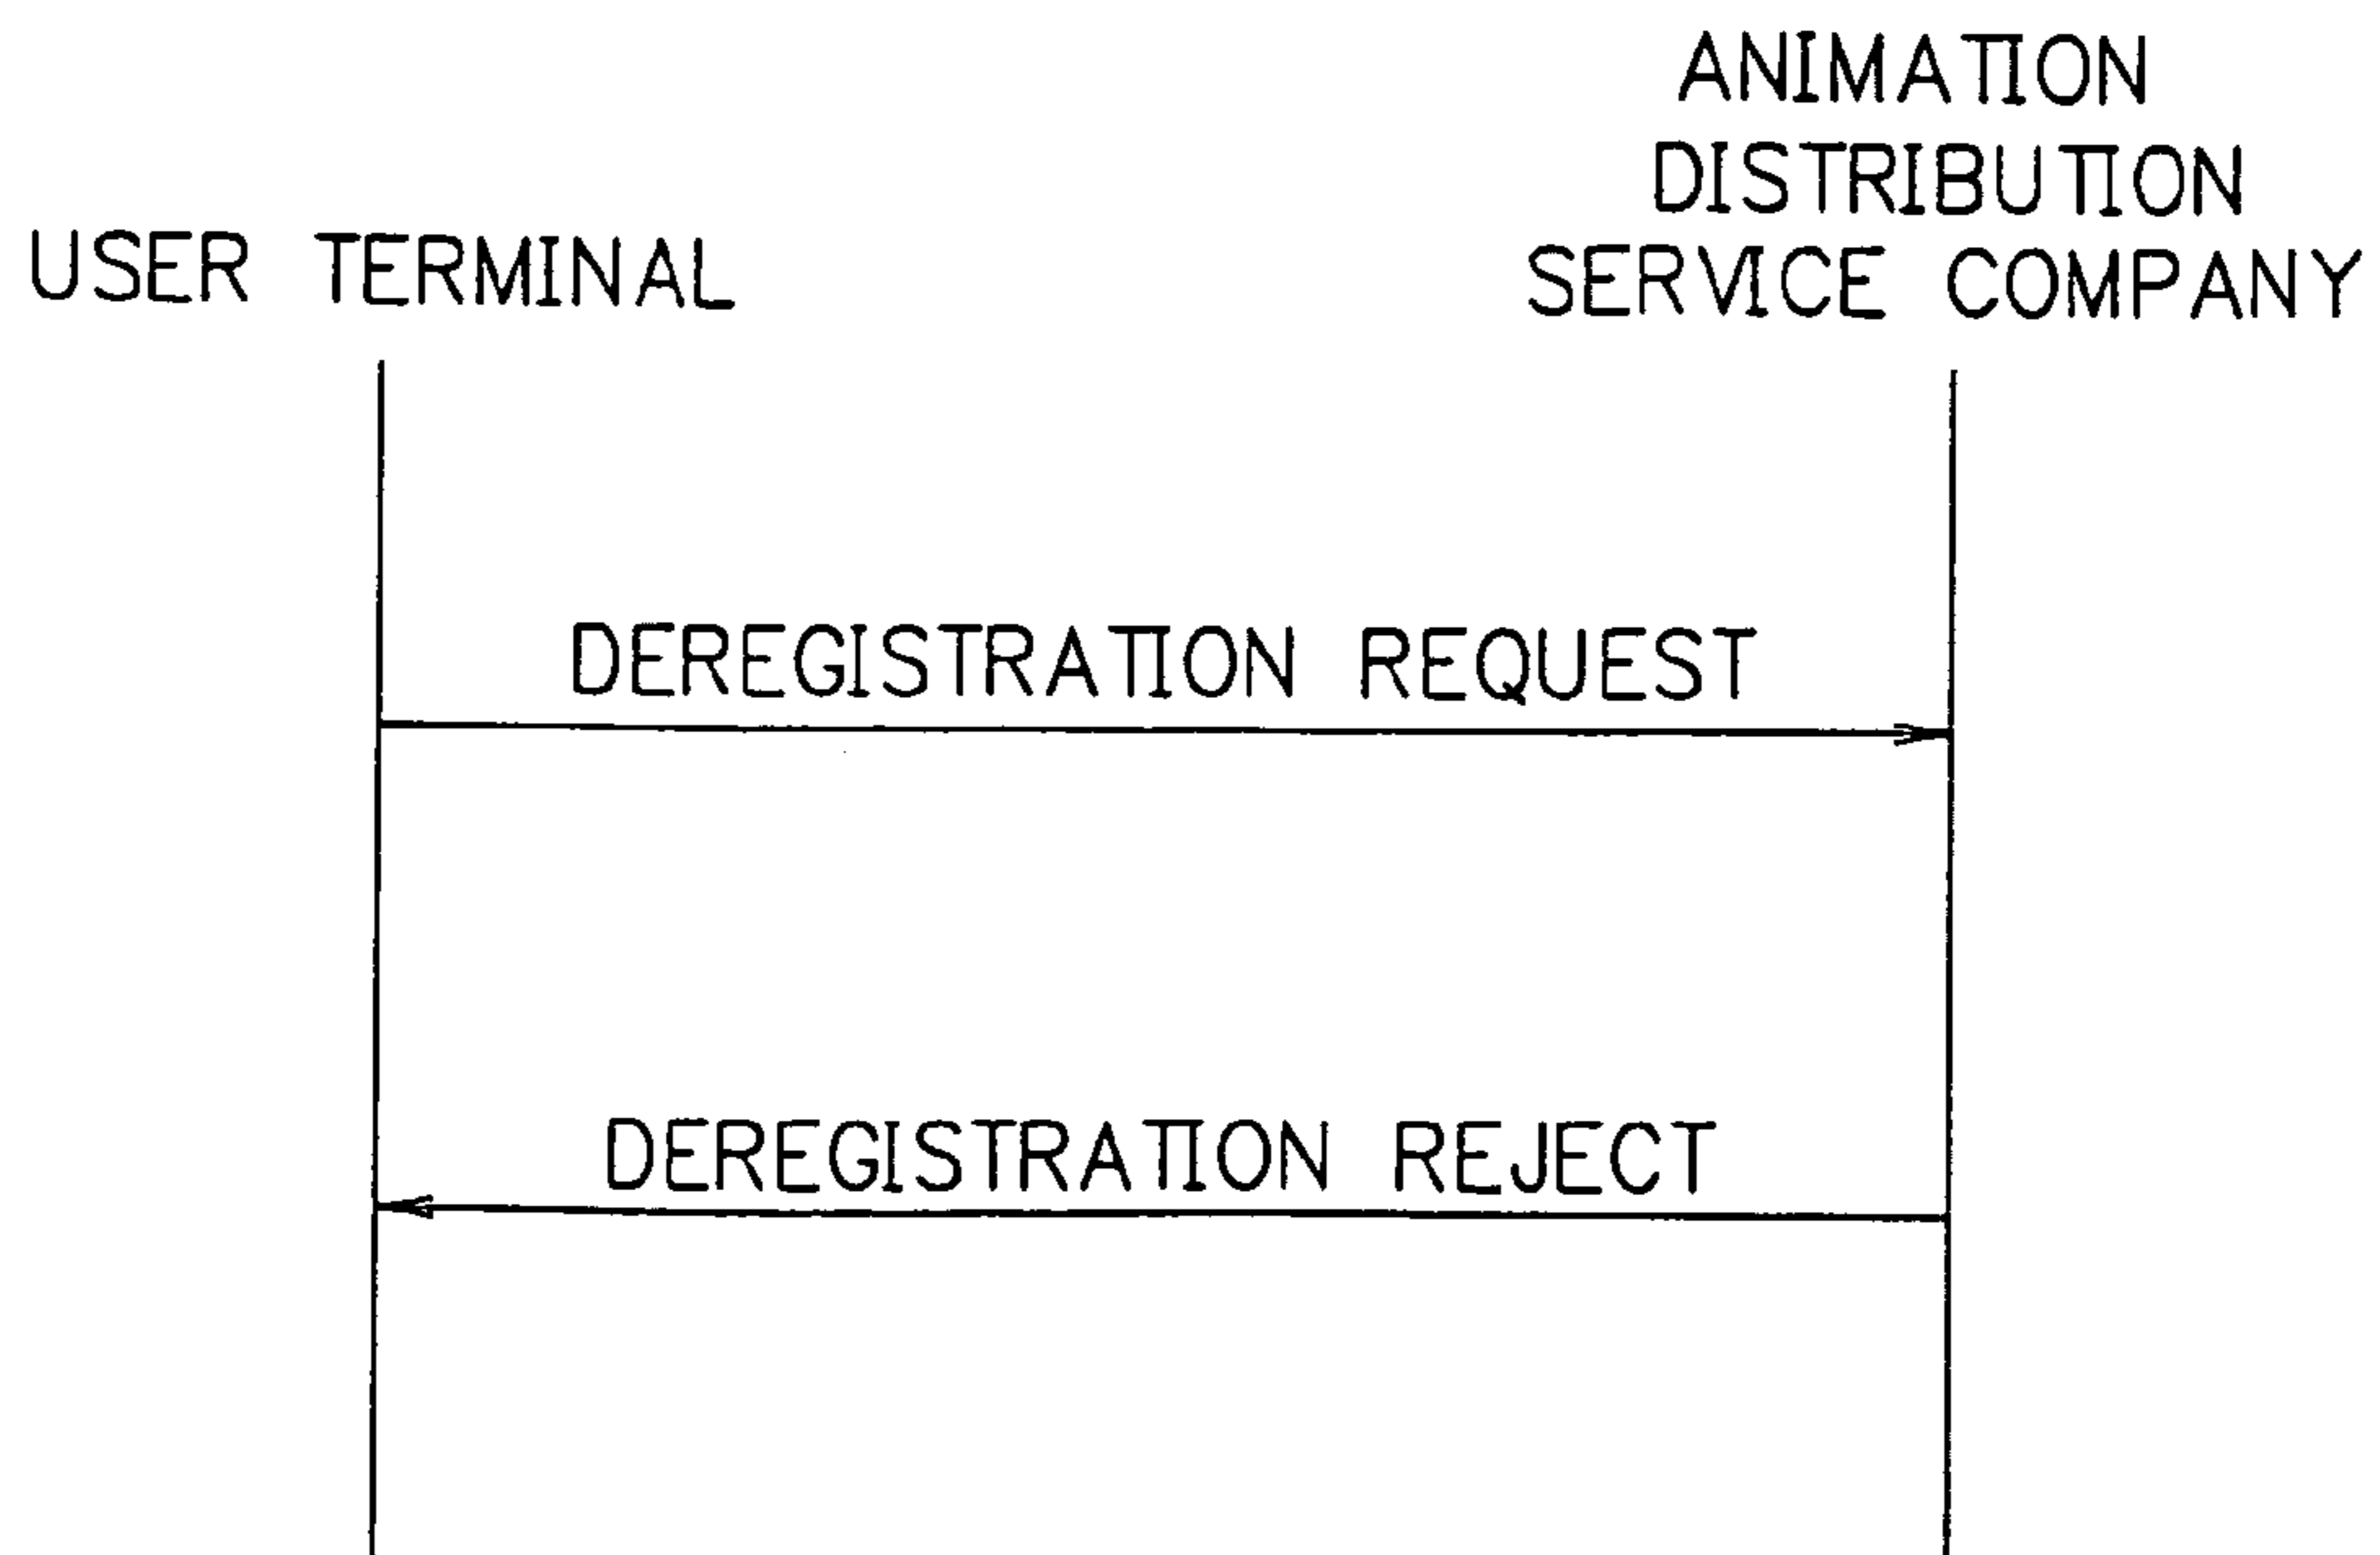 USER TERMINAL
ANIMATION
DISTRIBUTION
SERVICE COMPANY
DEREGISTRATION REQUEST
DEREGISTRATION REJECT